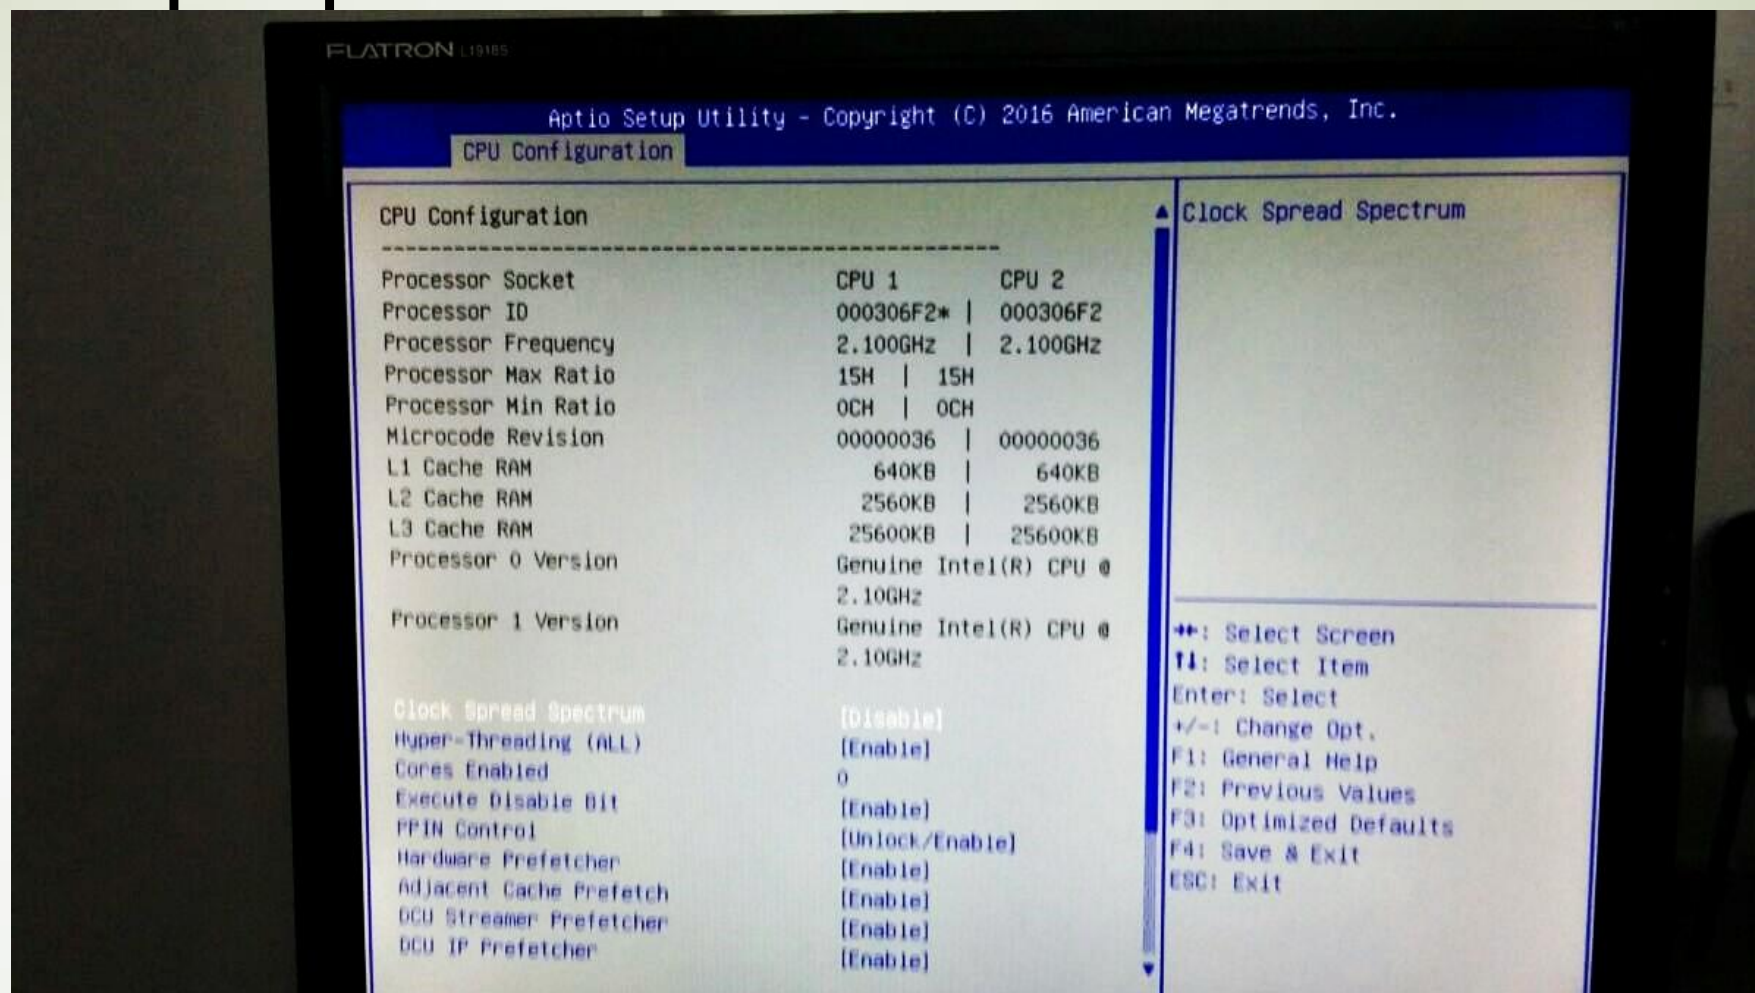 FLATRON L1918S
Aptio Setup Utility - Copyright (C) 2016 American Megatrends, Inc.
CPU Configuration
CPU Configuration
Clock Spread Spectrum
----------------------------------------------------
Processor Socket CPU 1 CPU 2
Processor ID 000306F2* | 000306F2
Processor Frequency 2.100GHz | 2.100GHz
Processor Max Ratio 15H | 15H
Processor Min Ratio 0CH | 0CH
Microcode Revision 00000036 | 00000036
L1 Cache RAM 640KB | 640KB
L2 Cache RAM 2560KB | 2560KB
L3 Cache RAM 25600KB | 25600KB
Processor 0 Version Genuine Intel(R) CPU @
2.10GHz
Processor 1 Version Genuine Intel(R) CPU @
2.10GHz
Clock Spread Spectrum [Disable]
Hyper-Threading (ALL) [Enable]
Cores Enabled 0
Execute Disable Bit [Enable]
PPIN Control [Unlock/Enable]
Hardware Prefetcher [Enable]
Adjacent Cache Prefetch [Enable]
DCU Streamer Prefetcher [Enable]
DCU IP Prefetcher [Enable]
→←: Select Screen
↑↓: Select Item
Enter: Select
+/-: Change Opt.
F1: General Help
F2: Previous Values
F3: Optimized Defaults
F4: Save & Exit
ESC: Exit